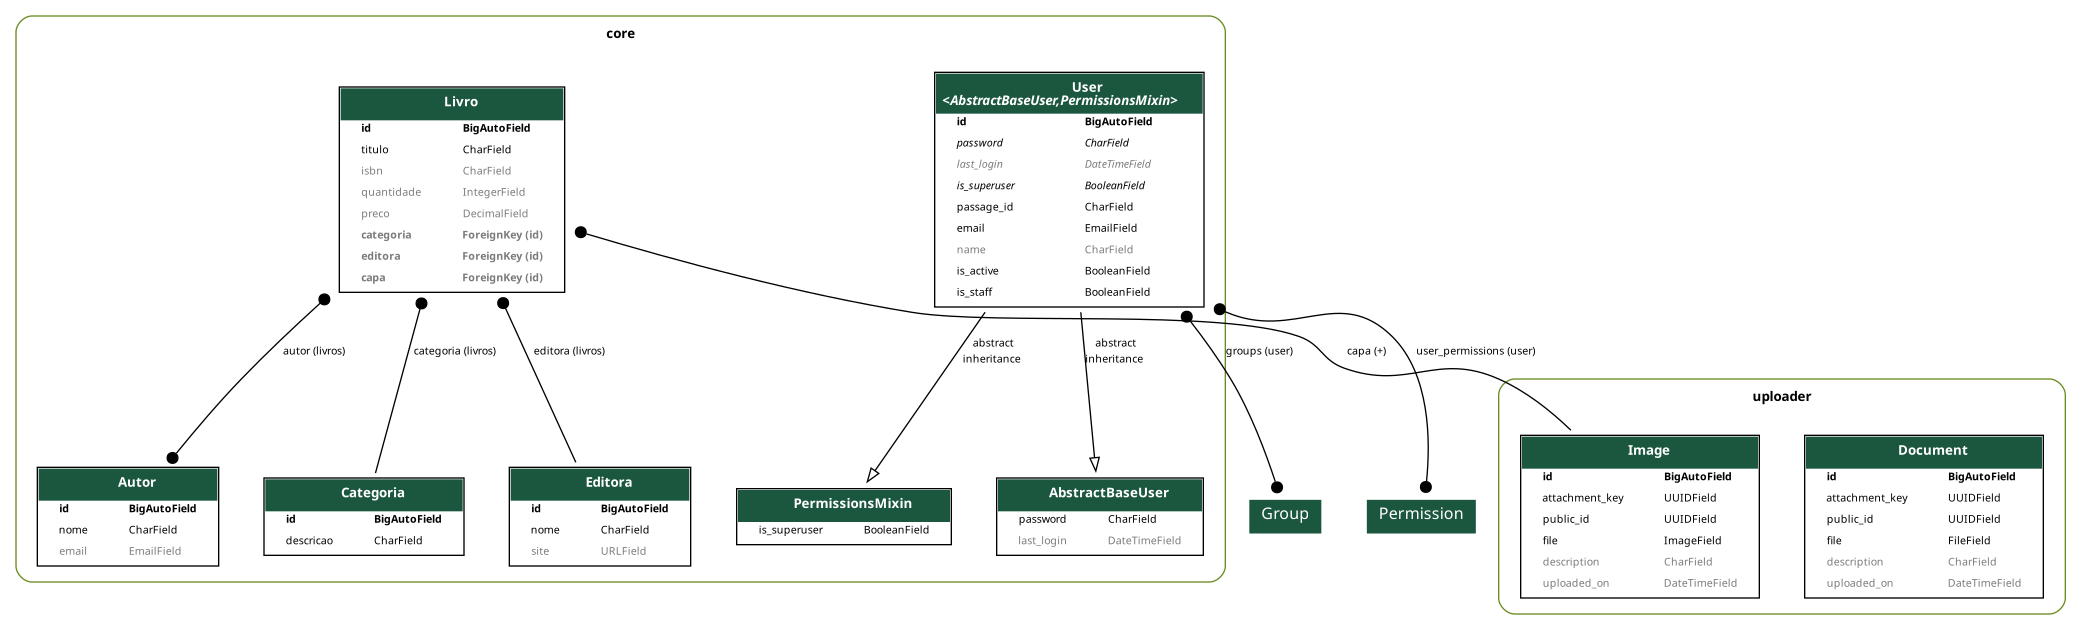 core
Livro
id BigAutoField
titulo CharField
isbn CharField
quantidade IntegerField
preco DecimalField
categoria ForeignKey (id)
editora ForeignKey (id)
capa ForeignKey (id)
User
<AbstractBaseUser,PermissionsMixin>
id BigAutoField
password CharField
last_login DateTimeField
is_superuser BooleanField
passage_id CharField
email EmailField
name CharField
is_active BooleanField
is_staff BooleanField
autor (livros)
categoria (livros)
editora (livros)
abstract
inheritance
abstract
inheritance
groups (user)
capa (+)
user_permissions (user)
Autor
id BigAutoField
nome CharField
email EmailField
Categoria
id BigAutoField
descricao CharField
Editora
id BigAutoField
nome CharField
site URLField
PermissionsMixin
is_superuser BooleanField
AbstractBaseUser
password CharField
last_login DateTimeField
Group
Permission
uploader
Image
id BigAutoField
attachment_key UUIDField
public_id UUIDField
file ImageField
description CharField
uploaded_on DateTimeField
Document
id BigAutoField
attachment_key UUIDField
public_id UUIDField
file FileField
description CharField
uploaded_on DateTimeField